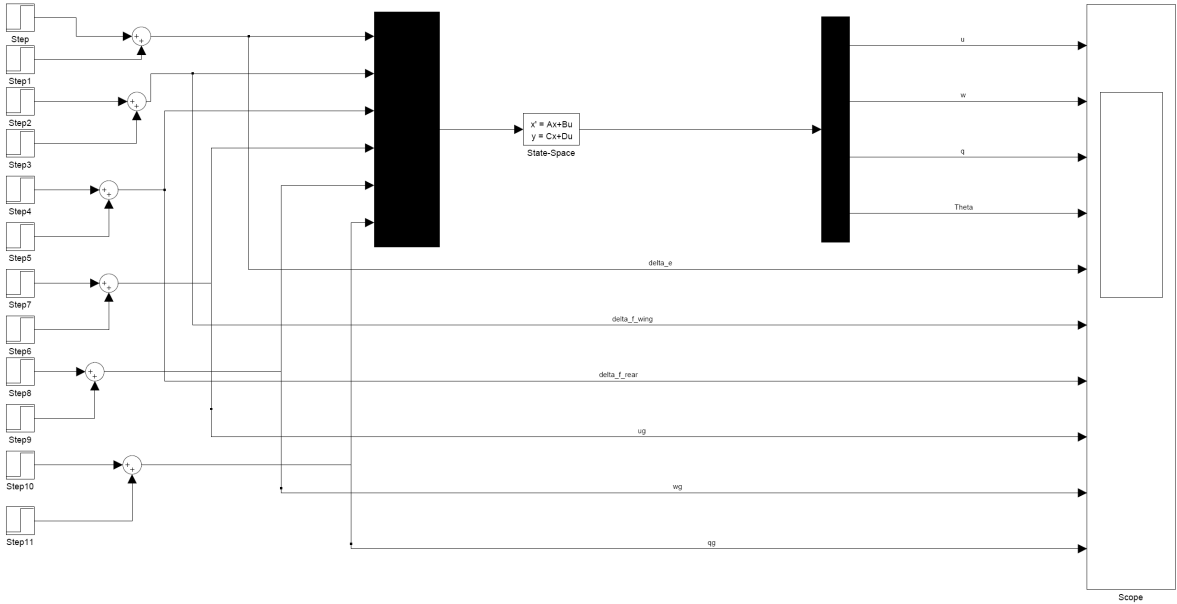 Step
Step1
Step2
Step3
Step4
Step5
Step7
Step6
Step8
Step9
Step10
Step11
x' = Ax+Bu
y = Cx+Du
State-Space
u
w
q
Theta
delta_e
delta_f_wing
delta_f_rear
ug
wg
qg
Scope